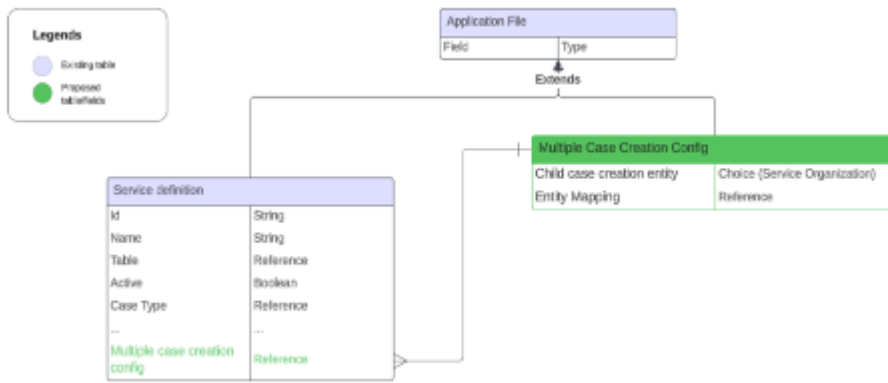 Legends
Existing table
Proposed
table/fields
Application File
Field Type
Extends
Multiple Case Creation Config
Child case creation entity Choice (Service Organization)
Entity Mapping Reference
Service definition
Id String
Name String
Table Reference
Active Boolean
Case Type Reference
... ...
Multiple case creation
config Reference